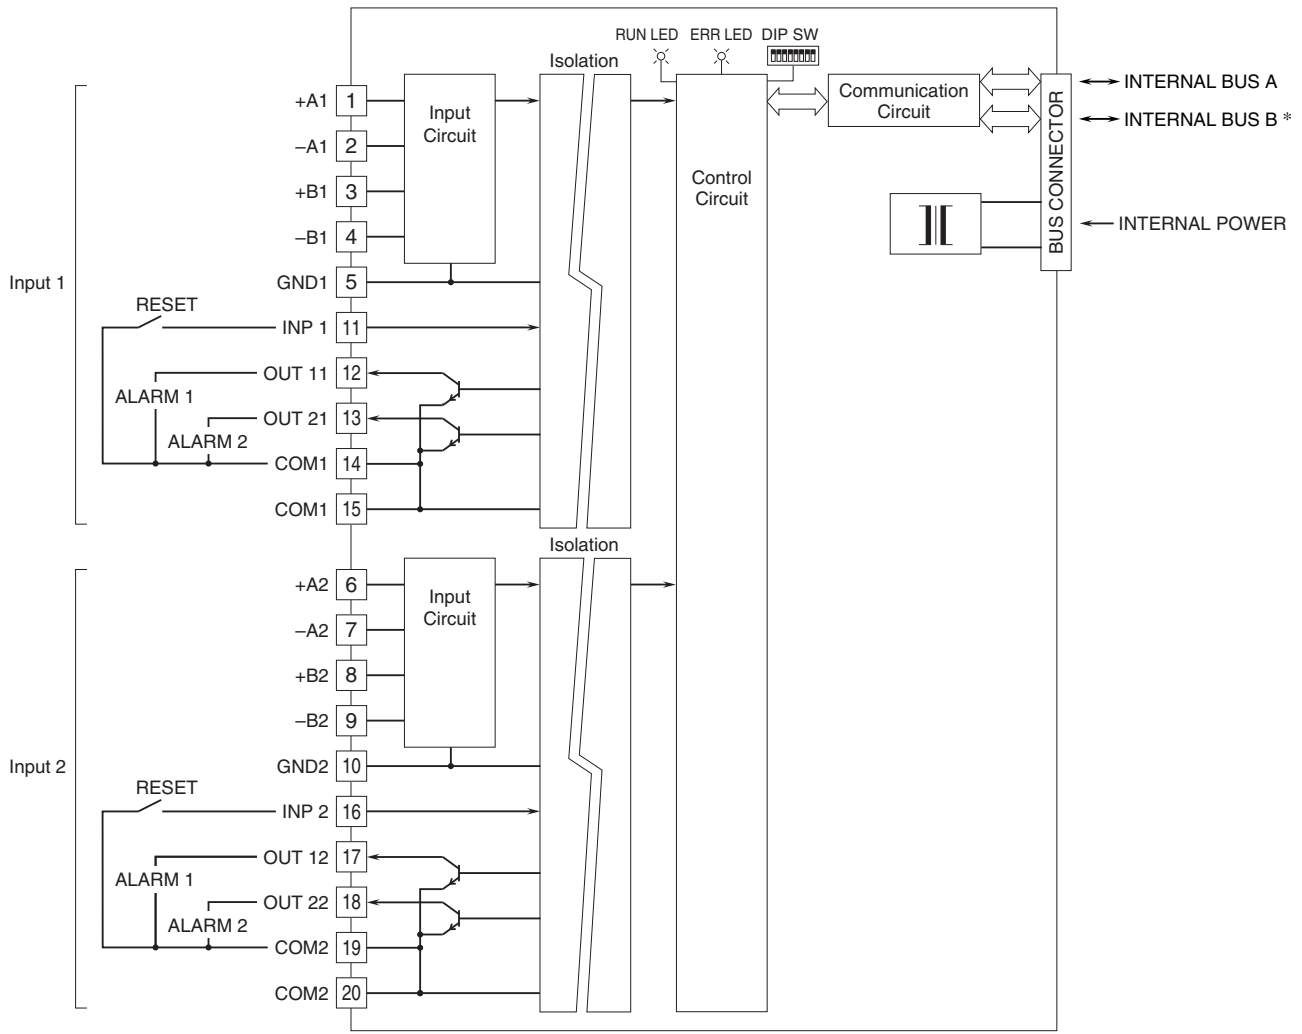 RUN LED ERR LED DIP SW
Isolation
+A1 1
Input
Circuit
−A1 2
+B1 3
−B1 4
GND1 5
Input 1
RESET
INP 1 11
OUT 11 12
ALARM 1
OUT 21 13
ALARM 2
COM1 14
COM1 15
Control
Circuit
Communication
Circuit
BUS CONNECTOR
INTERNAL BUS A
INTERNAL BUS B *
INTERNAL POWER
Isolation
+A2 6
Input
Circuit
−A2 7
+B2 8
−B2 9
GND2 10
Input 2
RESET
INP 2 16
OUT 12 17
ALARM 1
OUT 22 18
ALARM 2
COM2 19
COM2 20